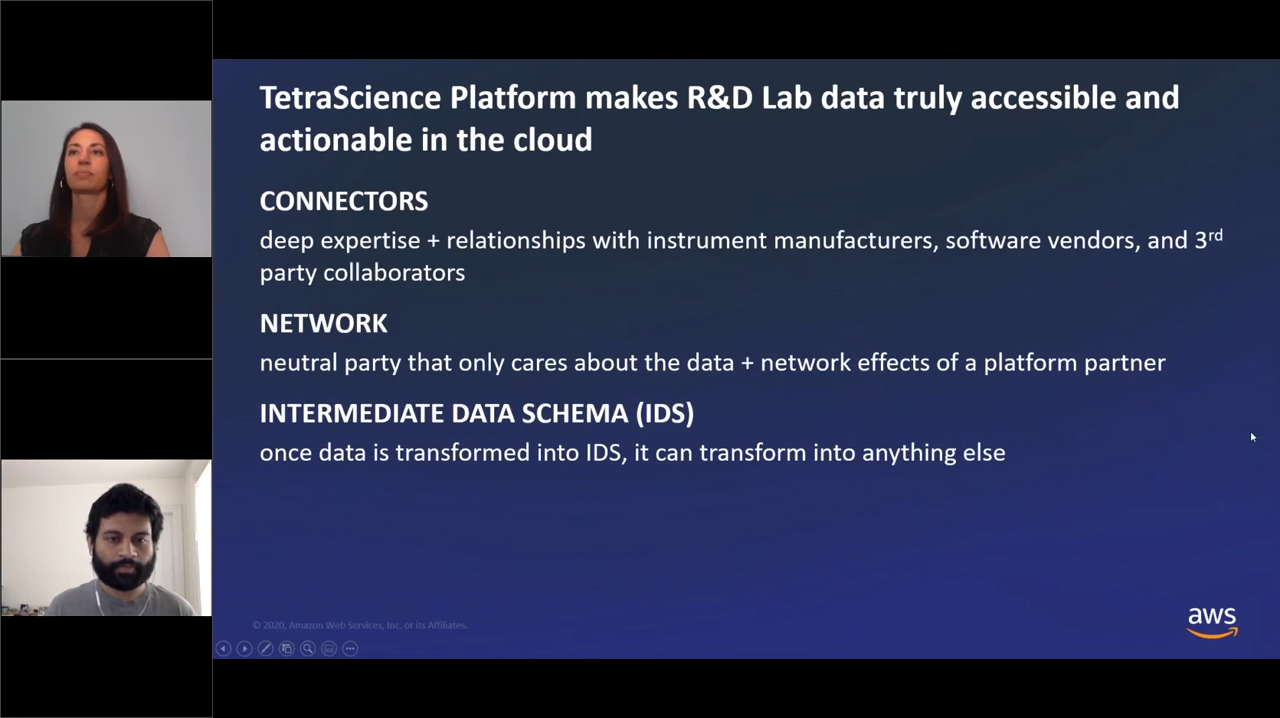 TetraScience Platform makes R&D Lab data truly accessible and
actionable in the cloud
CONNECTORS
deep expertise + relationships with instrument manufacturers, software vendors, and 3rd
party collaborators
NETWORK
neutral party that only cares about the data + network effects of a platform partner
INTERMEDIATE DATA SCHEMA (IDS)
once data is transformed into IDS, it can transform into anything else
© 2020, Amazon Web Services, Inc. or its Affiliates.
aws